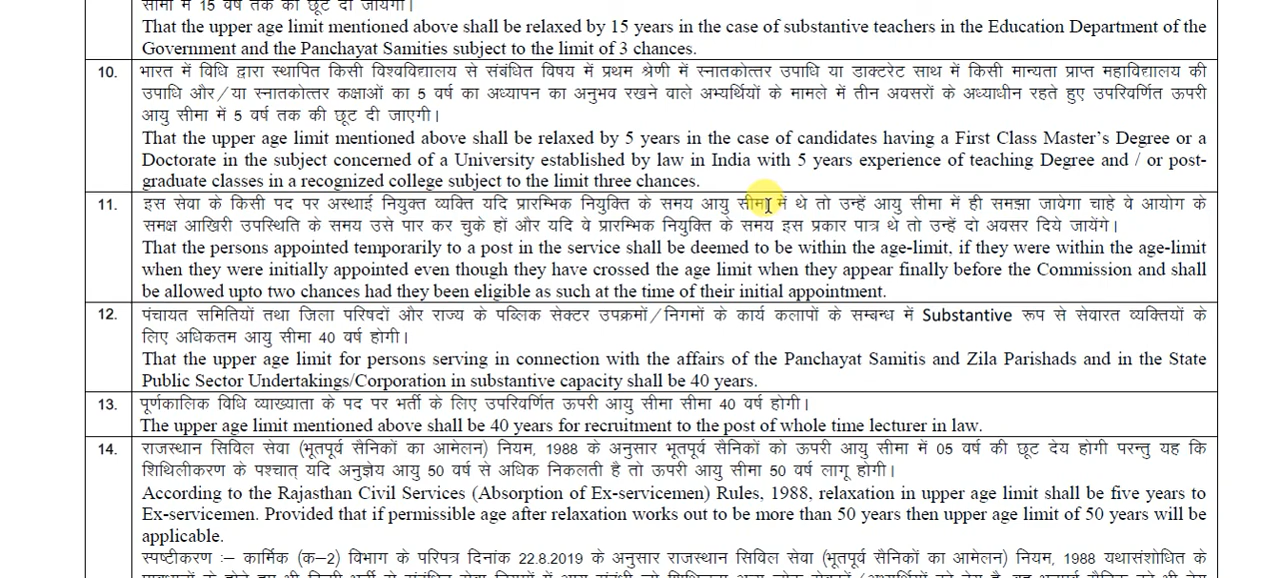 सीमा में 15 वर्ष तक की छूट दी जायेगी।
That the upper age limit mentioned above shall be relaxed by 15 years in the case of substantive teachers in the Education Department of the
Government and the Panchayat Samities subject to the limit of 3 chances.
10. भारत में विधि द्वारा स्थापित किसी विश्वविद्यालय से संबंधित विषय में प्रथम श्रेणी में स्नातकोत्तर उपाधि या डाक्टरेट साथ में किसी मान्यता प्राप्त महाविद्यालय की
उपाधि और/या स्नातकोत्तर कक्षाओं का 5 वर्ष का अध्यापन का अनुभव रखने वाले अभ्यर्थियों के मामले में तीन अवसरों के अध्याधीन रहते हुए उपरिवर्णित ऊपरी
आयु सीमा में 5 वर्ष तक की छूट दी जाएगी।
That the upper age limit mentioned above shall be relaxed by 5 years in the case of candidates having a First Class Master's Degree or a
Doctorate in the subject concerned of a University established by law in India with 5 years experience of teaching Degree and / or post-
graduate classes in a recognized college subject to the limit three chances.
11. इस सेवा के किसी पद पर अस्थाई नियुक्त व्यक्ति यदि प्रारम्भिक नियुक्ति के समय आयु सीमा में थे तो उन्हें आयु सीमा में ही समझा जावेगा चाहे वे आयोग के
समक्ष आखिरी उपस्थिति के समय उसे पार कर चुके हों और यदि वे प्रारम्भिक नियुक्ति के समय इस प्रकार पात्र थे तो उन्हें दो अवसर दिये जायेंगे।
That the persons appointed temporarily to a post in the service shall be deemed to be within the age-limit, if they were within the age-limit
when they were initially appointed even though they have crossed the age limit when they appear finally before the Commission and shall
be allowed upto two chances had they been eligible as such at the time of their initial appointment.
12. पंचायत समितियों तथा जिला परिषदों और राज्य के पब्लिक सेक्टर उपक्रमों/निगमों के कार्य कलापों के सम्बन्ध में Substantive रूप से सेवारत व्यक्तियों के
लिए अधिकतम आयु सीमा 40 वर्ष होगी।
That the upper age limit for persons serving in connection with the affairs of the Panchayat Samitis and Zila Parishads and in the State
Public Sector Undertakings/Corporation in substantive capacity shall be 40 years.
13. पूर्णकालिक विधि व्याख्याता के पद पर भर्ती के लिए उपरिवर्णित ऊपरी आयु सीमा सीमा 40 वर्ष होगी।
The upper age limit mentioned above shall be 40 years for recruitment to the post of whole time lecturer in law.
14. राजस्थान सिविल सेवा (भूतपूर्व सैनिकों का आमेलन) नियम, 1988 के अनुसार भूतपूर्व सैनिकों को ऊपरी आयु सीमा में 05 वर्ष की छूट देय होगी परन्तु यह कि
शिथिलीकरण के पश्चात् यदि अनुज्ञेय आयु 50 वर्ष से अधिक निकलती है तो ऊपरी आयु सीमा 50 वर्ष लागू होगी।
According to the Rajasthan Civil Services (Absorption of Ex-servicemen) Rules, 1988, relaxation in upper age limit shall be five years to
Ex-servicemen. Provided that if permissible age after relaxation works out to be more than 50 years then upper age limit of 50 years will be
applicable.
स्पष्टीकरण :– कार्मिक (क–2) विभाग के परिपत्र दिनांक 22.8.2019 के अनुसार राजस्थान सिविल सेवा (भूतपूर्व सैनिकों का आमेलन) नियम, 1988 यथासंशोधित के